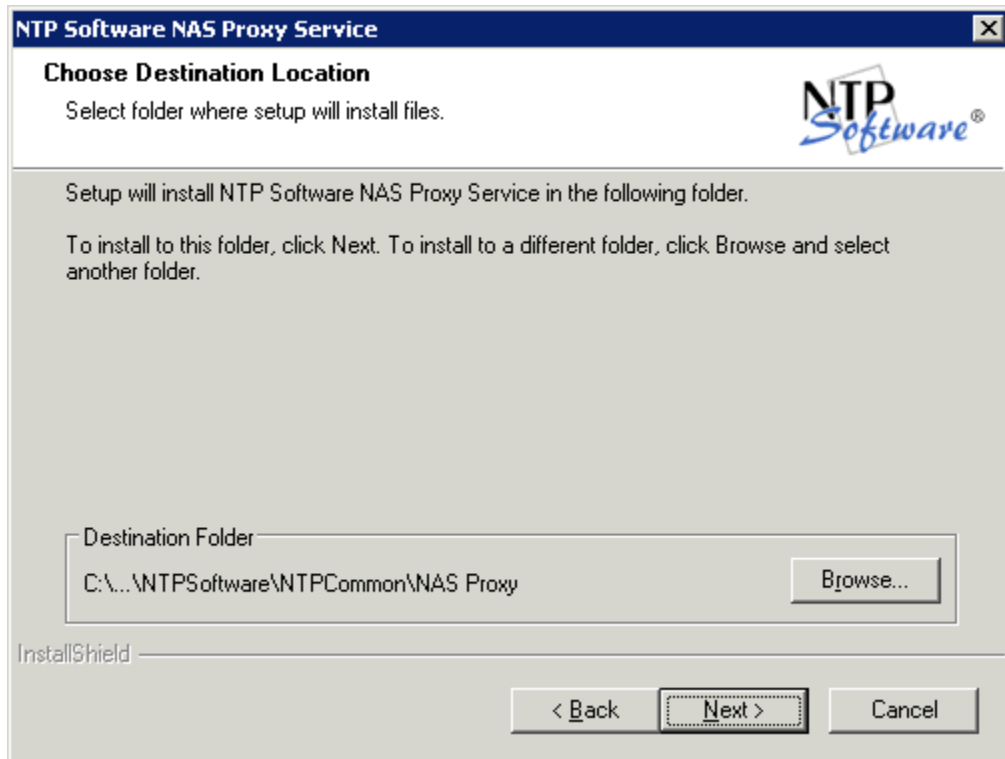 NTP Software NAS Proxy Service
Choose Destination Location
Select folder where setup will install files.
NTP
Software®
Setup will install NTP Software NAS Proxy Service in the following folder.
To install to this folder, click Next. To install to a different folder, click Browse and select
another folder.
Destination Folder
C:\...\NTPSoftware\NTPCommon\NAS Proxy
Browse...
InstallShield
< Back
Next >
Cancel